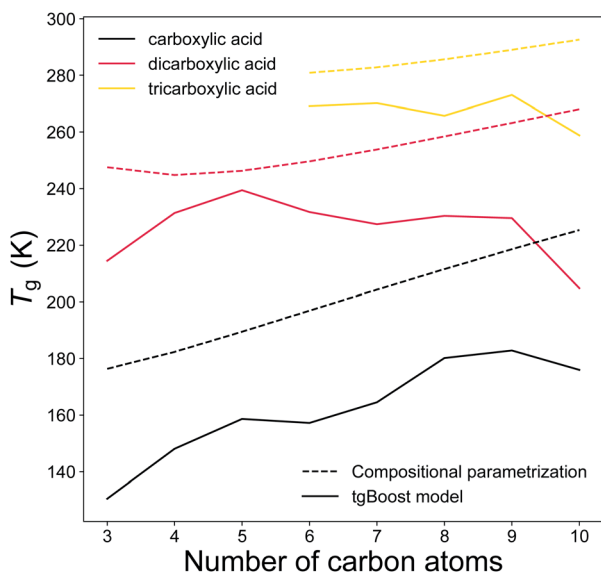 300
280
260
240
220
200
180
160
140
Tg (K)
carboxylic acid
dicarboxylic acid
tricarboxylic acid
Compositional parametrization
tgBoost model
3 4 5 6 7 8 9 10
Number of carbon atoms